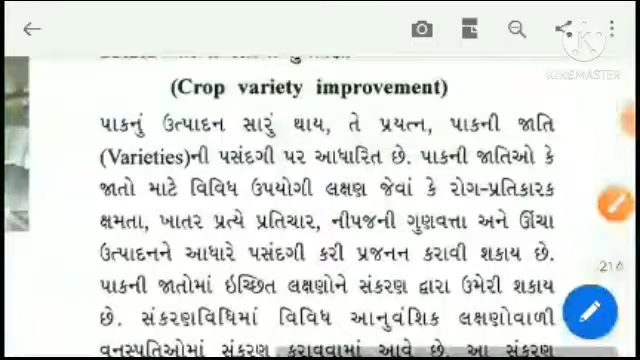 (Crop variety improvement)
KINEMASTER
પાકનું ઉત્પાદન સારું થાય, તે પ્રયત્ન, પાકની જાતિ
(Varieties)ની પસંદગી પર આધારિત છે. પાકની જાતિઓ કે
જાતો માટે વિવિધ ઉપયોગી લક્ષણ જેવાં કે રોગ-પ્રતિકારક
ક્ષમતા, ખાતર પ્રત્યે પ્રતિચાર, નીપજની ગુણવત્તા અને ઊંચા
ઉત્પાદનને આધારે પસંદગી કરી પ્રજનન કરાવી શકાય છે.
પાકની જાતોમાં ઇચ્છિત લક્ષણોને સંકરણ દ્વારા ઉમેરી શકાય
છે. સંકરણવિધિમાં વિવિધ આનુવંશિક લક્ષણોવાળી
વનસ્પતિઓમાં સંકરણ કરાવવામાં આવે છે. આ સંકરણ